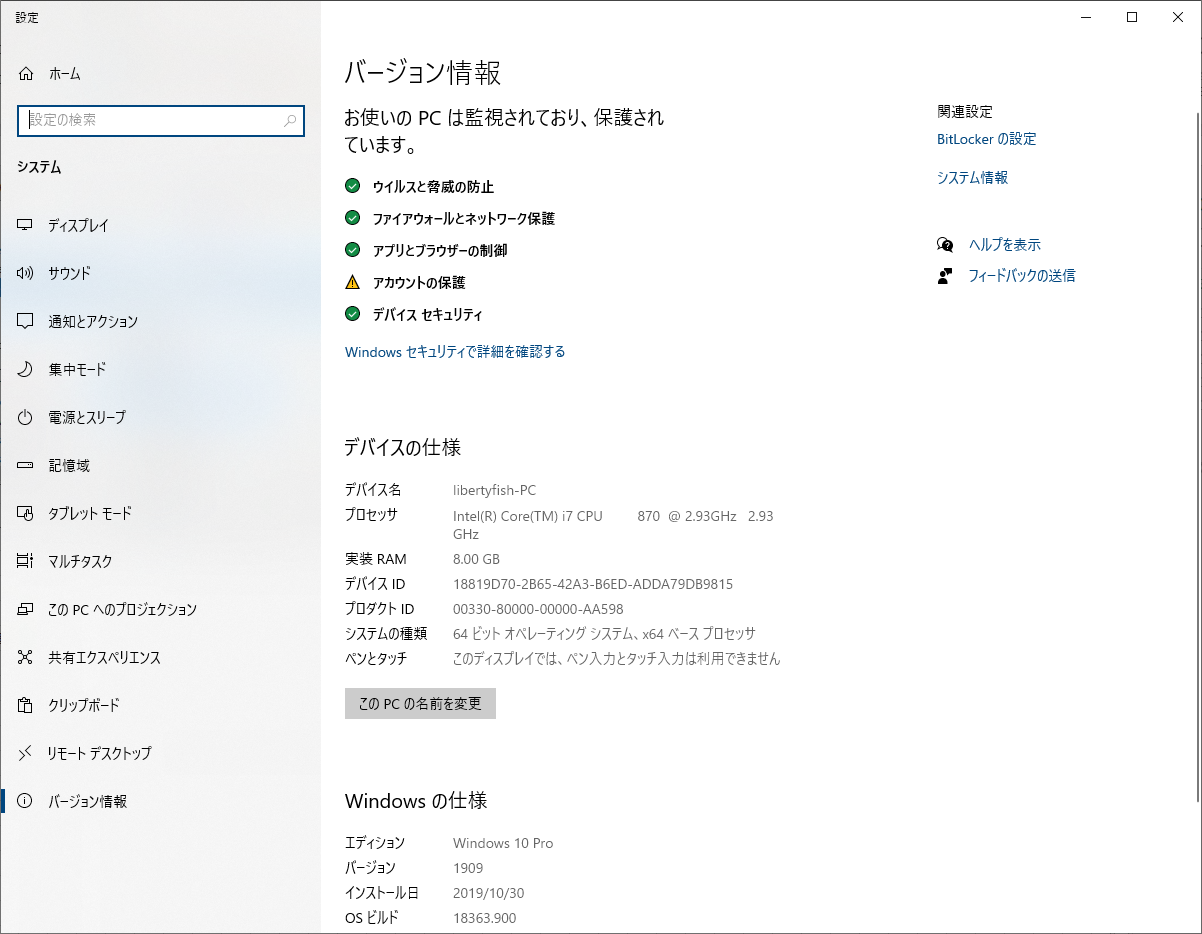 設定
ホーム
設定の検索
システム
ディスプレイ
サウンド
通知とアクション
集中モード
電源とスリープ
記憶域
タブレット モード
マルチタスク
この PC へのプロジェクション
共有エクスペリエンス
クリップボード
リモート デスクトップ
バージョン情報
バージョン情報
お使いの PC は監視されており、保護され
ています。
ウイルスと脅威の防止
ファイアウォールとネットワーク保護
アプリとブラウザーの制御
アカウントの保護
デバイス セキュリティ
Windows セキュリティで詳細を確認する
デバイスの仕様
デバイス名 libertyfish-PC
プロセッサ Intel(R) Core(TM) i7 CPU 870 @ 2.93GHz 2.93
GHz
実装 RAM 8.00 GB
デバイス ID 18819D70-2B65-42A3-B6ED-ADDA79DB9815
プロダクト ID 00330-80000-00000-AA598
システムの種類 64 ビット オペレーティング システム、x64 ベース プロセッサ
ペンとタッチ このディスプレイでは、ペン入力とタッチ入力は利用できません
この PC の名前を変更
Windows の仕様
エディション Windows 10 Pro
バージョン 1909
インストール日 2019/10/30
OS ビルド 18363.900
関連設定
BitLocker の設定
システム情報
ヘルプを表示
フィードバックの送信